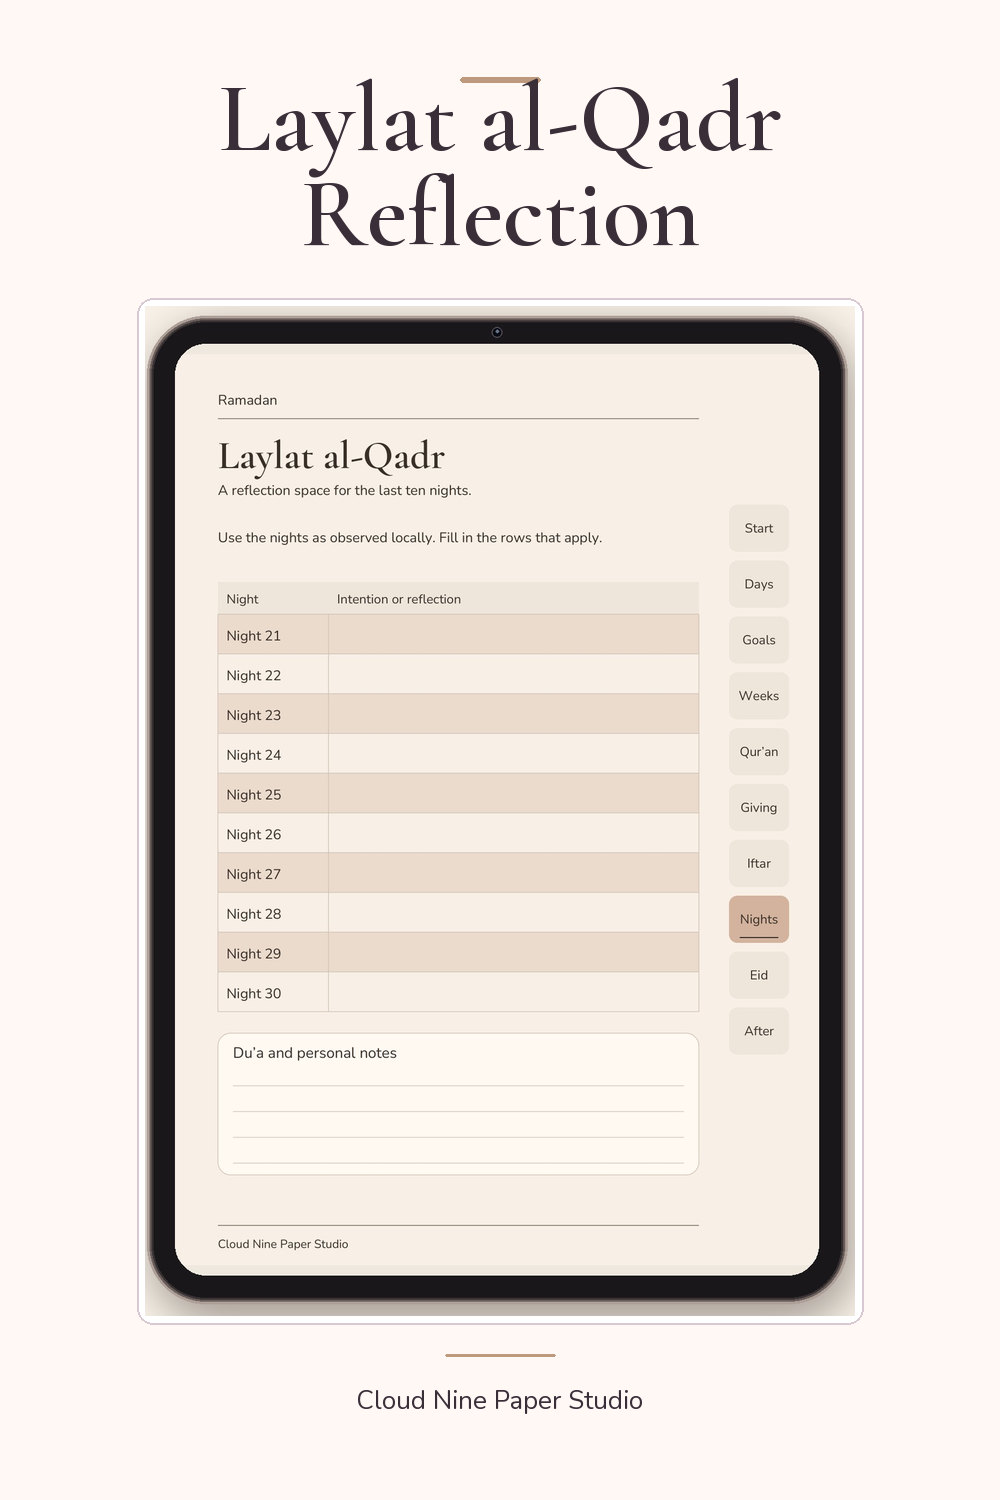 Laylat al-Qadr
Reflection
Ramadan
Laylat al-Qadr
A reflection space for the last ten nights.
Use the nights as observed locally. Fill in the rows that apply.
Night Intention or reflection
Night 21
Night 22
Night 23
Night 24
Night 25
Night 26
Night 27
Night 28
Night 29
Night 30
Du’a and personal notes
Cloud Nine Paper Studio
Start
Days
Goals
Weeks
Qur’an
Giving
Iftar
Nights
Eid
After
Cloud Nine Paper Studio